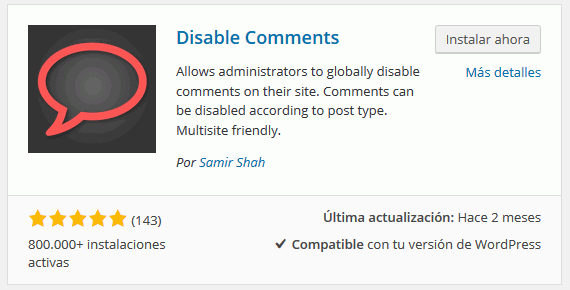 Disable Comments
Instalar ahora
Más detalles
Allows administrators to globally disable
comments on their site. Comments can
be disabled according to post type.
Multisite friendly.
Por Samir Shah
(143)
800.000+ instalaciones
activas
Última actualización: Hace 2 meses
Compatible con tu versión de WordPress